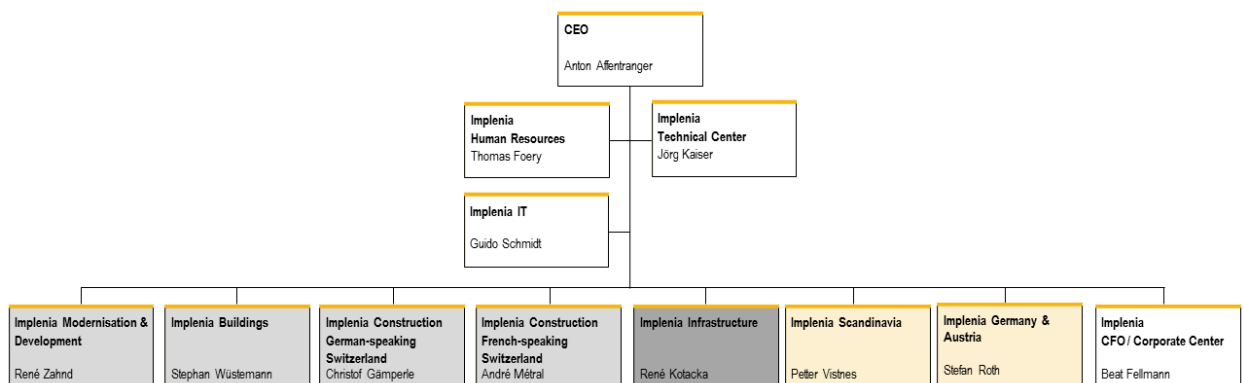 CEO
Anton Affentranger
Implenia
Human Resources
Thomas Foery
Implenia
Technical Center
Jörg Kaiser
Implenia IT
Guido Schmidt
Implenia Modernisation &
Development
René Zahnd
Implenia Buildings
Stephan Wüstemann
Implenia Construction
German-speaking
Switzerland
Christof Gämperle
Implenia Construction
French-speaking
Switzerland
André Métral
Implenia Infrastructure
René Kotacka
Implenia Scandinavia
Petter Vistnes
Implenia Germany &
Austria
Stefan Roth
Implenia
CFO / Corporate Center
Beat Fellmann